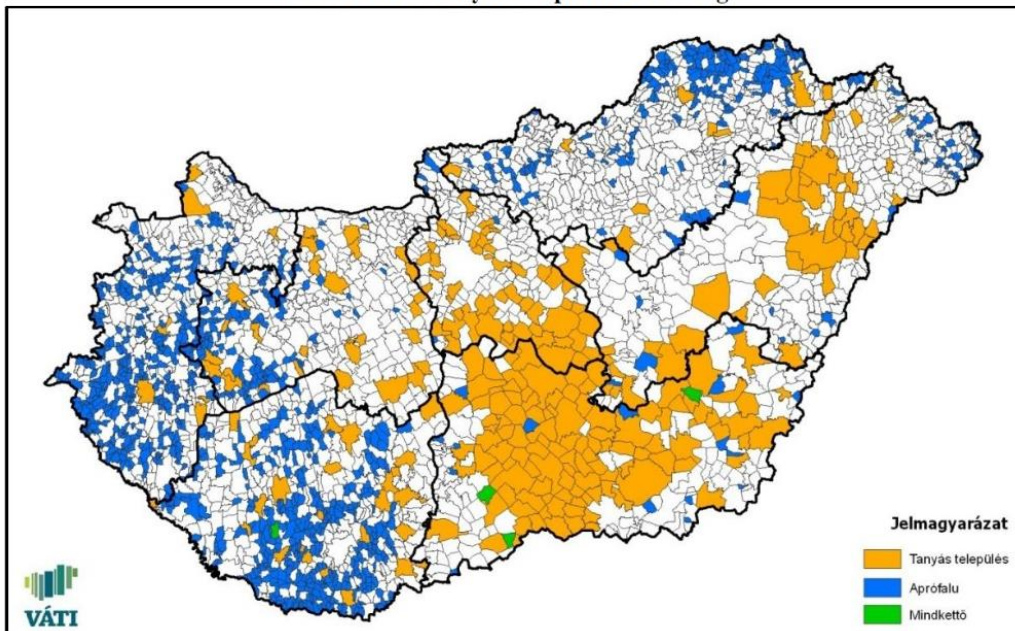 Jelmagyarázat
Tanyás település
Aprófalu
Mindkettő
VÁTI